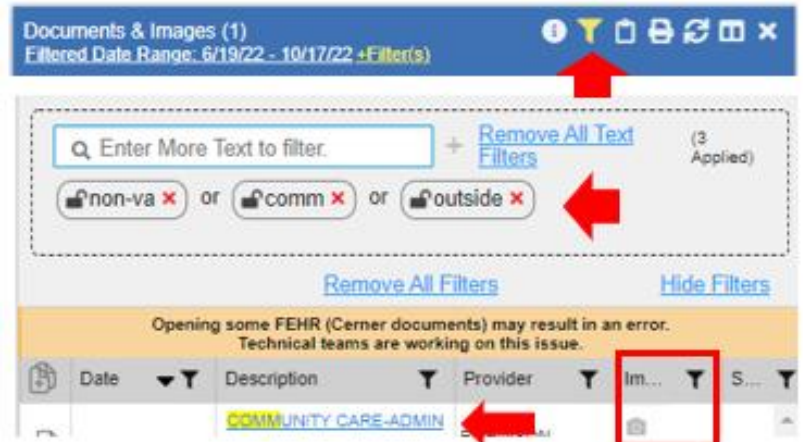 Documents & Images (1)
Filtered Date Range: 6/19/22 - 10/17/22 +Filter(s)
Enter More Text to filter.
+ Remove All Text Filters
(3 Applied)
non-va × or comm × or outside ×
Remove All Filters Hide Filters
Opening some FEHR (Cerner documents) may result in an error.
Technical teams are working on this issue.
Date Description Provider Im... S...
COMMUNITY CARE-ADMIN